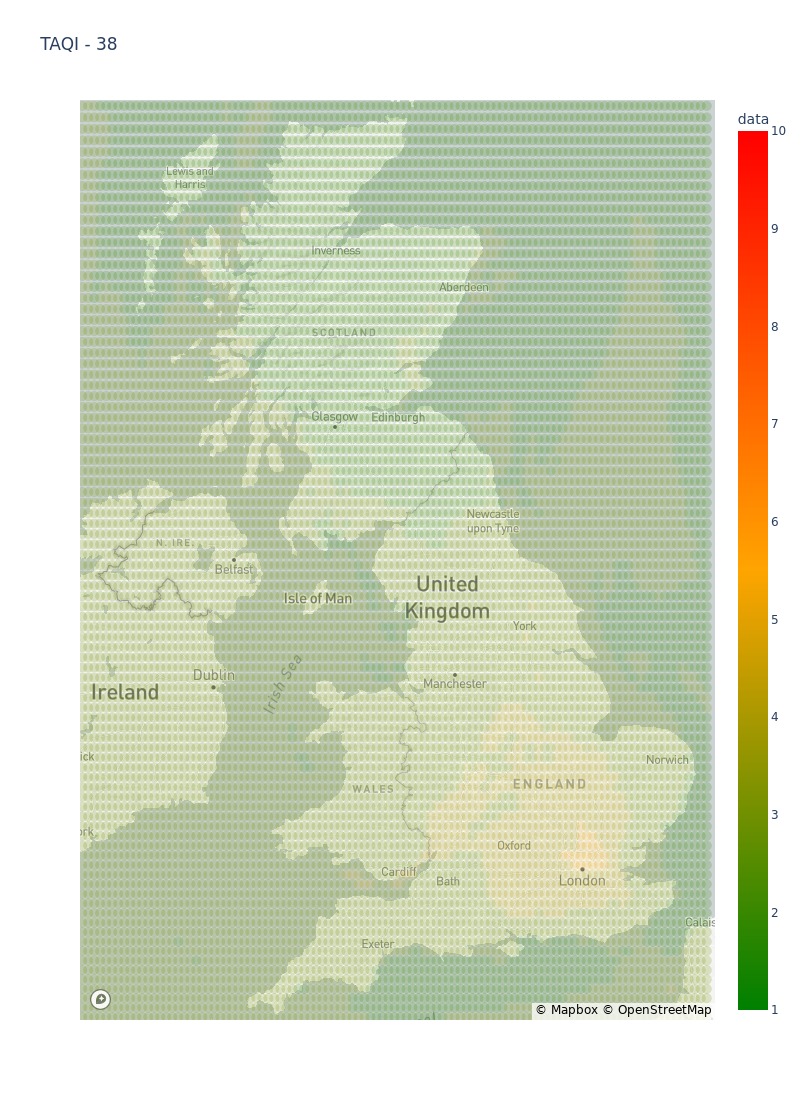 TAQI - 38
data
10
9
8
7
6
5
4
3
2
1
Lewis and
Harris
Inverness
Aberdeen
SCOTLAND
Glasgow
Edinburgh
Newcastle
upon Tyne
N. IRE.
Belfast
Isle of Man
United
Kingdom
York
Irish Sea
Dublin
Manchester
Ireland
ick
Norwich
WALES
ENGLAND
ork
Oxford
Cardiff
Bath
London
Calais
Exeter
© Mapbox © OpenStreetMap